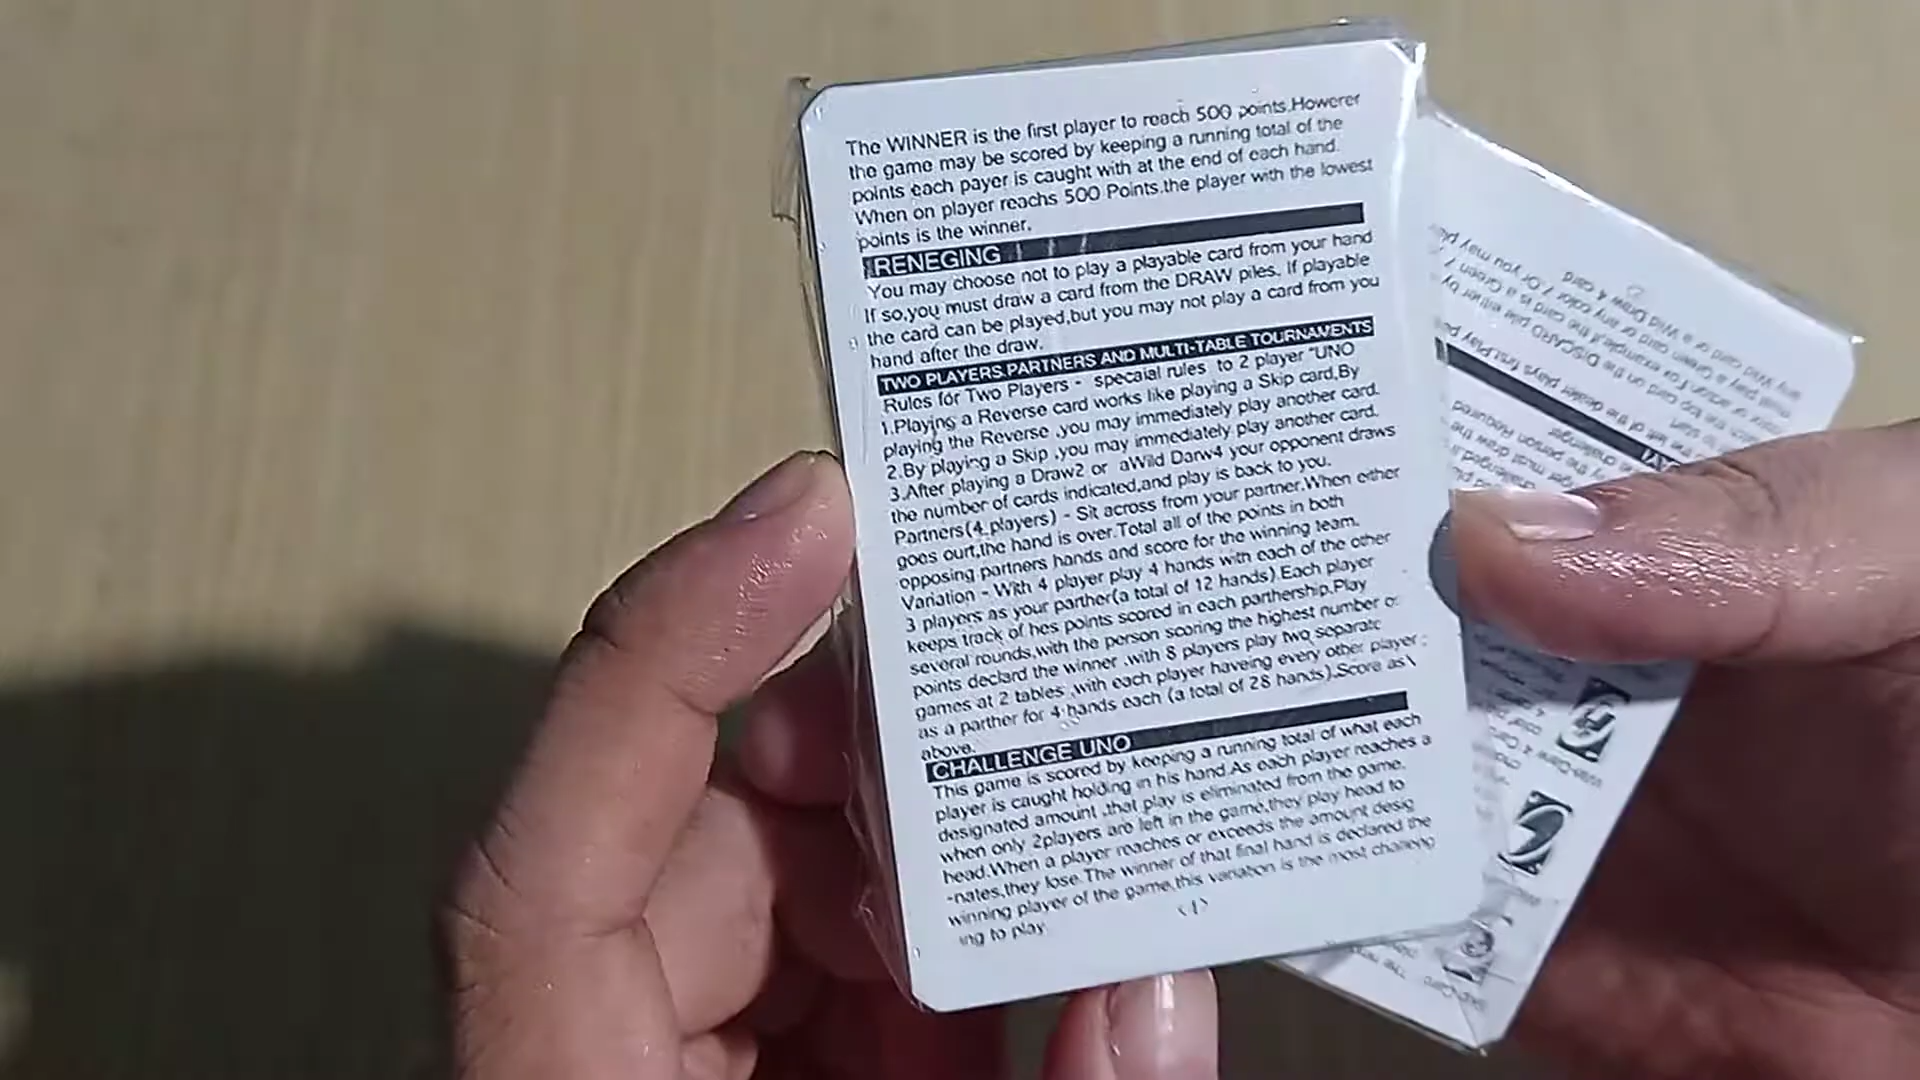 The WINNER is the first player to reach 500 points.Howerer
the game may be scored by keeping a running total of the
points each payer is caught with at the end of each hand.
When on player reachs 500 Points.the player with the lowest
points is the winner.
RENEGING
You may choose not to play a playable card from your hand
If so,you must draw a card from the DRAW piles. If playable
the card can be played,but you may not play a card from you
hand after the draw.
TWO PLAYERS.PARTNERS AND MULTI-TABLE TOURNAMENTS
Rules for Two Players - specaial rules to 2 player "UNO
1.Playing a Reverse card works like playing a Skip card.By
playing the Reverse ,you may immediately play another card.
2.By playing a Skip ,you may immediately play another card.
3.After playing a Draw2 or aWild Darw4 your opponent draws
the number of cards indicated,and play is back to you.
Partners(4 players) - Sit across from your partner.When either
goes ourt,the hand is over.Total all of the points in both
opposing partners hands and score for the winning team.
Variation - With 4 player play 4 hands with each of the other
3 players as your parther(a total of 12 hands).Each player
keeps track of hes points scored in each parthership.Play
several rounds,with the person scoring the highest number o
points declard the winner .with 8 players play two separate
games at 2 tables ,with each player haveing every other player
as a parther for 4 hands each (a total of 28 hands).Score as
above.
CHALLENGE UNO
This game is scored by keeping a running total of what each
player is caught holding in his hand.As each player reaches a
designated amount ,that play is eliminated from the game.
when only 2players are left in the game,they play head to
head.When a player reaches or exceeds the amount desig
-nates,they lose.The winner of that final hand is declared the
winning player of the game,this variation is the most challeng
ing to play.
any Wild card or a Wild Draw 4 card